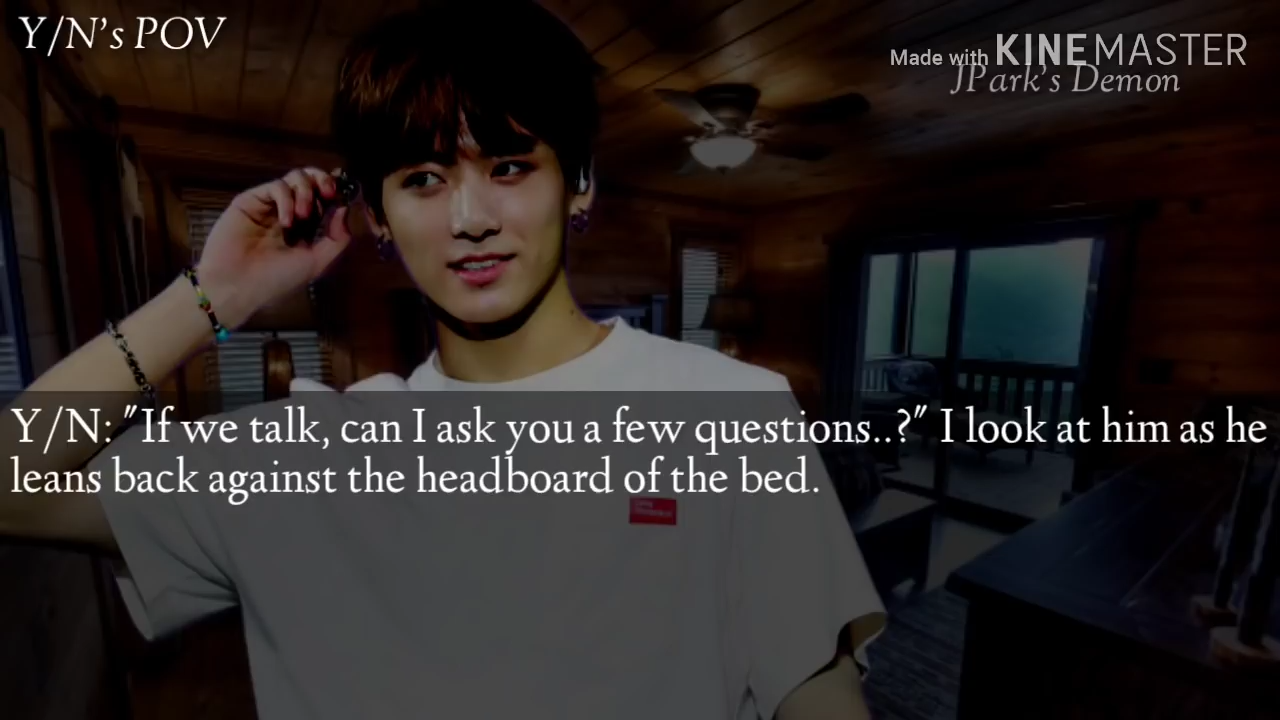 Y/N's POV
Made with KINEMASTER
JPark's Demon
Y/N: "If we talk, can I ask you a few questions..?" I look at him as he
leans back against the headboard of the bed.